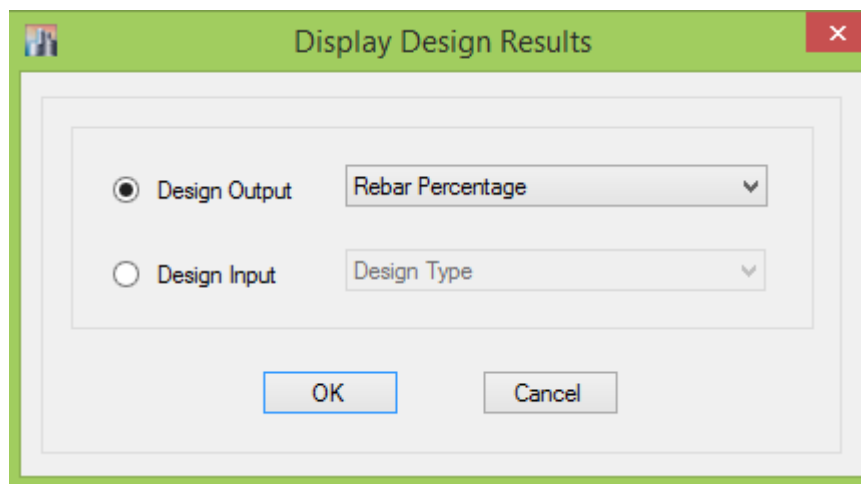 Display Design Results
Design Output Rebar Percentage
Design Input Design Type
OK Cancel